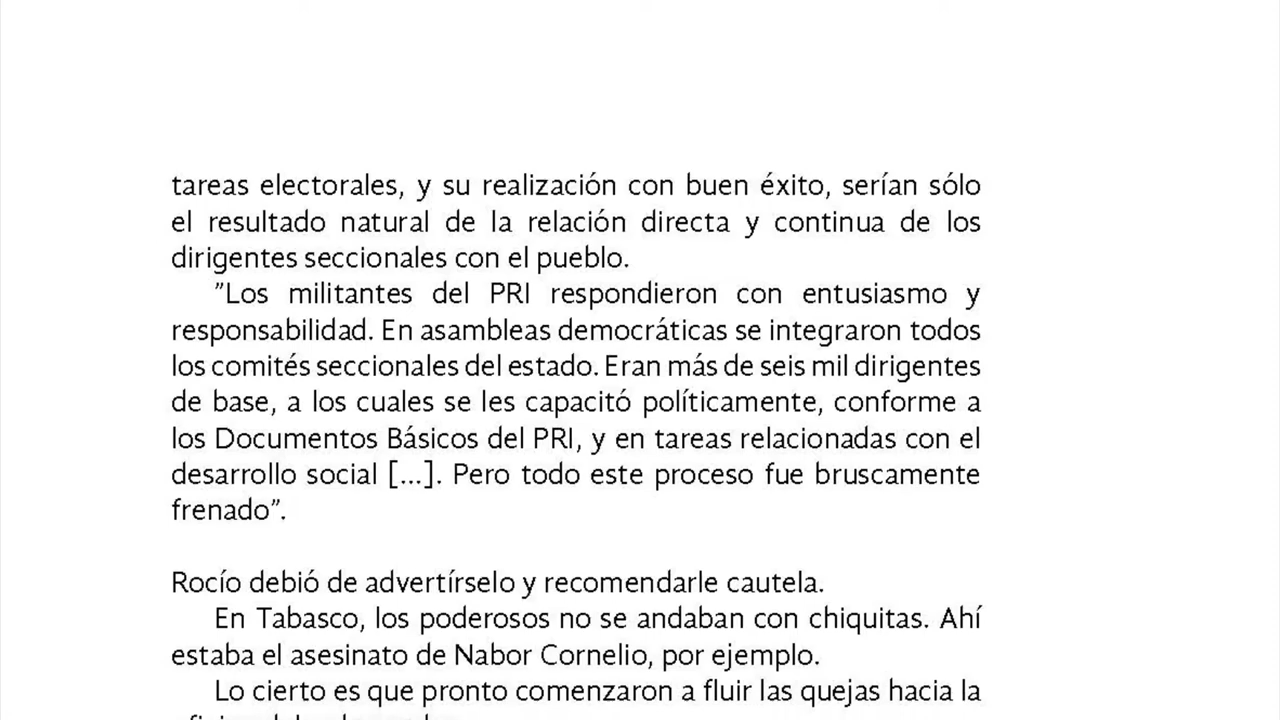 tareas electorales, y su realización con buen éxito, serían sólo
el resultado natural de la relación directa y continua de los
dirigentes seccionales con el pueblo.
”Los militantes del PRI respondieron con entusiasmo y
responsabilidad. En asambleas democráticas se integraron todos
los comités seccionales del estado. Eran más de seis mil dirigentes
de base, a los cuales se les capacitó políticamente, conforme a
los Documentos Básicos del PRI, y en tareas relacionadas con el
desarrollo social [...]. Pero todo este proceso fue bruscamente
frenado”.
Rocío debió de advertírselo y recomendarle cautela.
En Tabasco, los poderosos no se andaban con chiquitas. Ahí
estaba el asesinato de Nabor Cornelio, por ejemplo.
Lo cierto es que pronto comenzaron a fluir las quejas hacia la